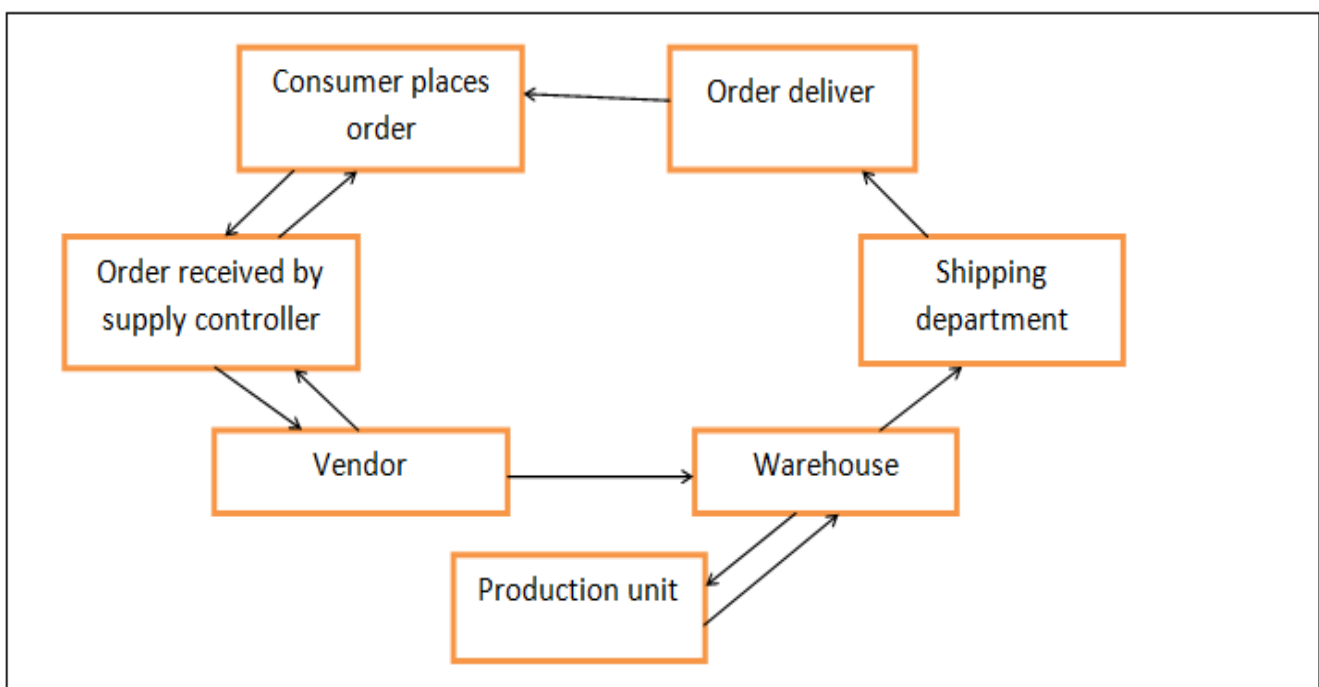 Consumer places
order
Order deliver
Order received by
supply controller
Shipping
department
Vendor
Warehouse
Production unit